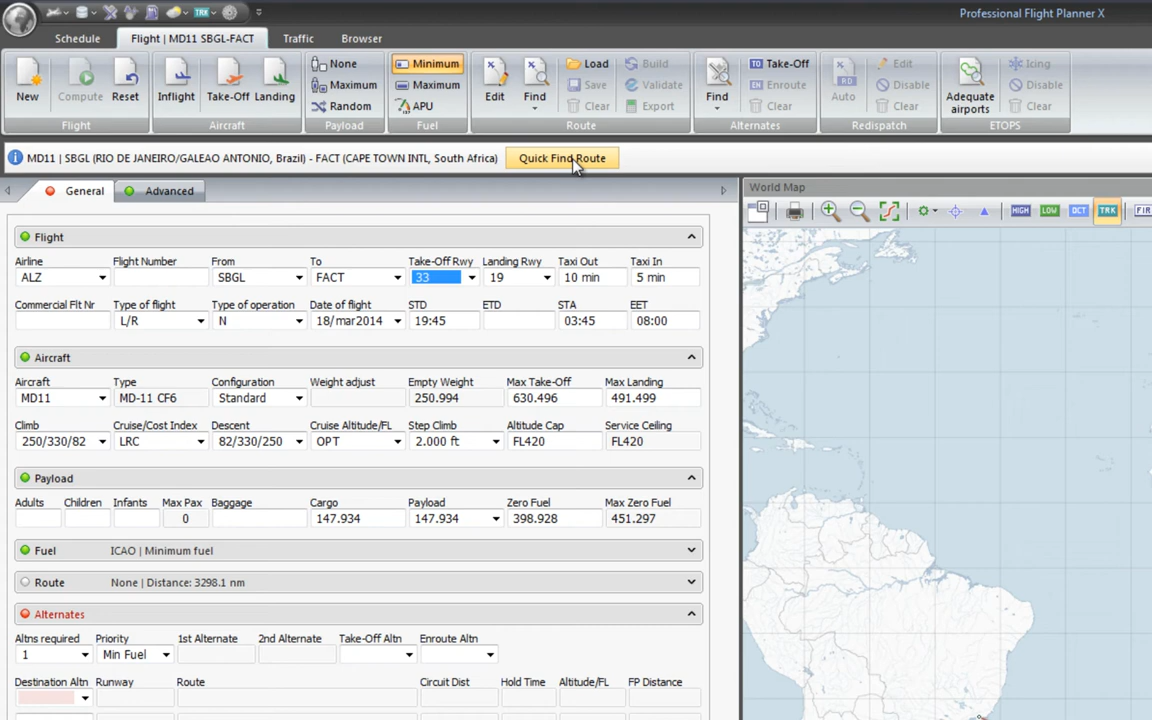 TRK
Professional Flight Planner X
Schedule Flight | MD11 SBGL-FACT Traffic Browser
None Minimum Load Build TO Take-Off Edit Icing
New Compute Reset Inflight Take-Off Landing Maximum Maximum Edit Find Save Validate Find Enroute Auto RD Disable Adequate airports Disable
Random APU Clear Export Clear Clear Clear
Flight Aircraft Payload Fuel Route Alternates Redispatch ETOPS
MD11 | SBGL (RIO DE JANEIRO/GALEAO ANTONIO, Brazil) - FACT (CAPE TOWN INTL, South Africa) Quick Find Route
General Advanced World Map
HIGH LOW OCT TRK FIR
Flight
Airline Flight Number From To Take-Off Rwy Landing Rwy Taxi Out Taxi In
ALZ SBGL FACT 33 19 10 min 5 min
Commercial Flt Nr Type of flight Type of operation Date of flight STD ETD STA EET
L/R N 18/mar2014 19:45 03:45 08:00
Aircraft
Aircraft Type Configuration Weight adjust Empty Weight Max Take-Off Max Landing
MD11 MD-11 CF6 Standard 250.994 630.496 491.499
Climb Cruise/Cost Index Descent Cruise Altitude/FL Step Climb Altitude Cap Service Ceiling
250/330/82 LRC 82/330/250 OPT 2.000 ft FL420 FL420
Payload
Adults Children Infants Max Pax Baggage Cargo Payload Zero Fuel Max Zero Fuel
0 147.934 147.934 398.928 451.297
Fuel ICAO | Minimum fuel
Route None | Distance: 3298.1 nm
Alternates
Altns required Priority 1st Alternate 2nd Alternate Take-Off Altn Enroute Altn
1 Min Fuel
Destination Altn Runway Route Circuit Dist Hold Time Altitude/FL FP Distance